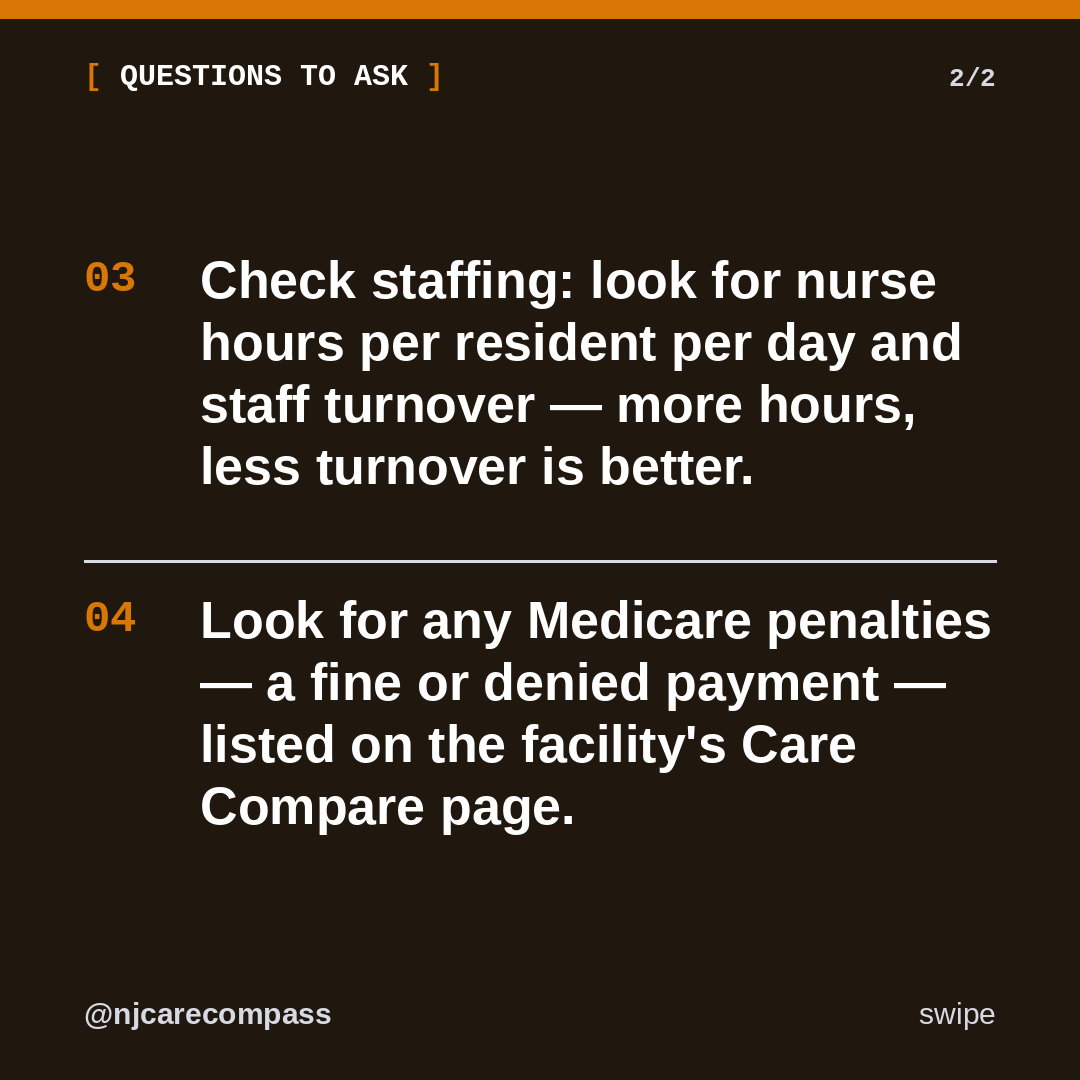 [ QUESTIONS TO ASK ]
2/2
03
Check staffing: look for nurse
hours per resident per day and
staff turnover — more hours,
less turnover is better.
04
Look for any Medicare penalties
— a fine or denied payment —
listed on the facility's Care
Compare page.
@njcarecompass
swipe